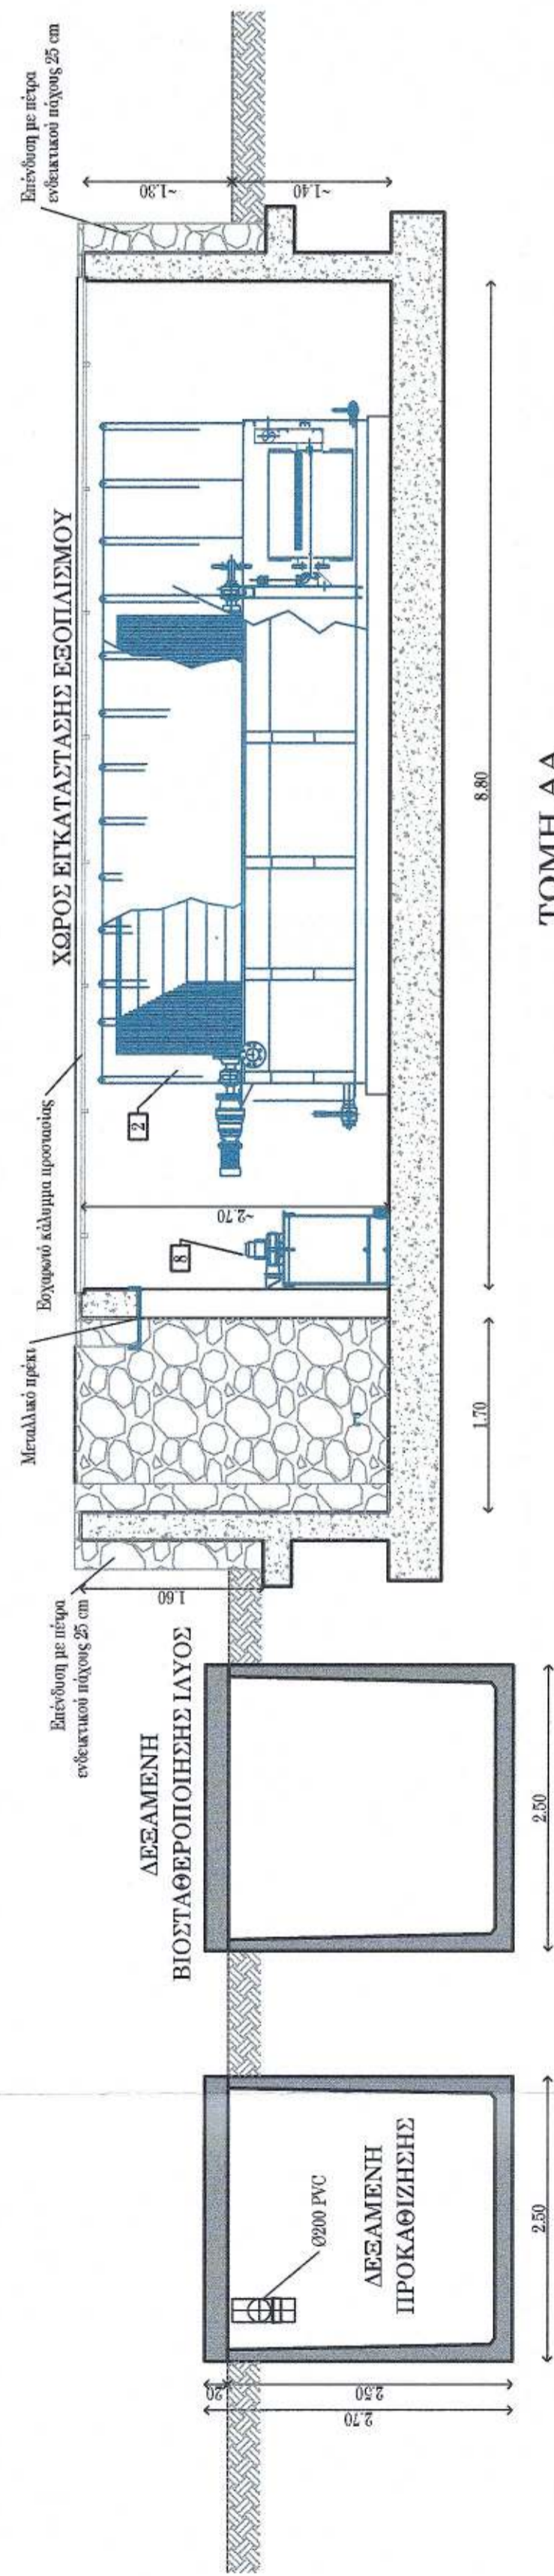 Επένδυση με πέτρα
ενδεικτικού πάχους 25 cm
Μεταλλικό πρέκι
Εσχαρωτό κάλυμμα προστασίας
ΧΩΡΟΣ ΕΓΚΑΤΑΣΤΑΣΗΣ ΕΞΟΠΛΙΣΜΟΥ
Επένδυση με πέτρα
ενδεικτικού πάχους 25 cm
ΔΕΞΑΜΕΝΗ
ΒΙΟΣΤΑΘΕΡΟΠΟΙΗΣΗΣ ΙΛΥΟΣ
1.60
8
2
~2.70
~1.30
~1.40
20
2.50
2.70
Ø200 PVC
ΔΕΞΑΜΕΝΗ
ΠΡΟΚΑΘΙΖΗΣΗΣ
2.50
2.50
1.70
8.80
ΤΟΜΗ ΔΔ